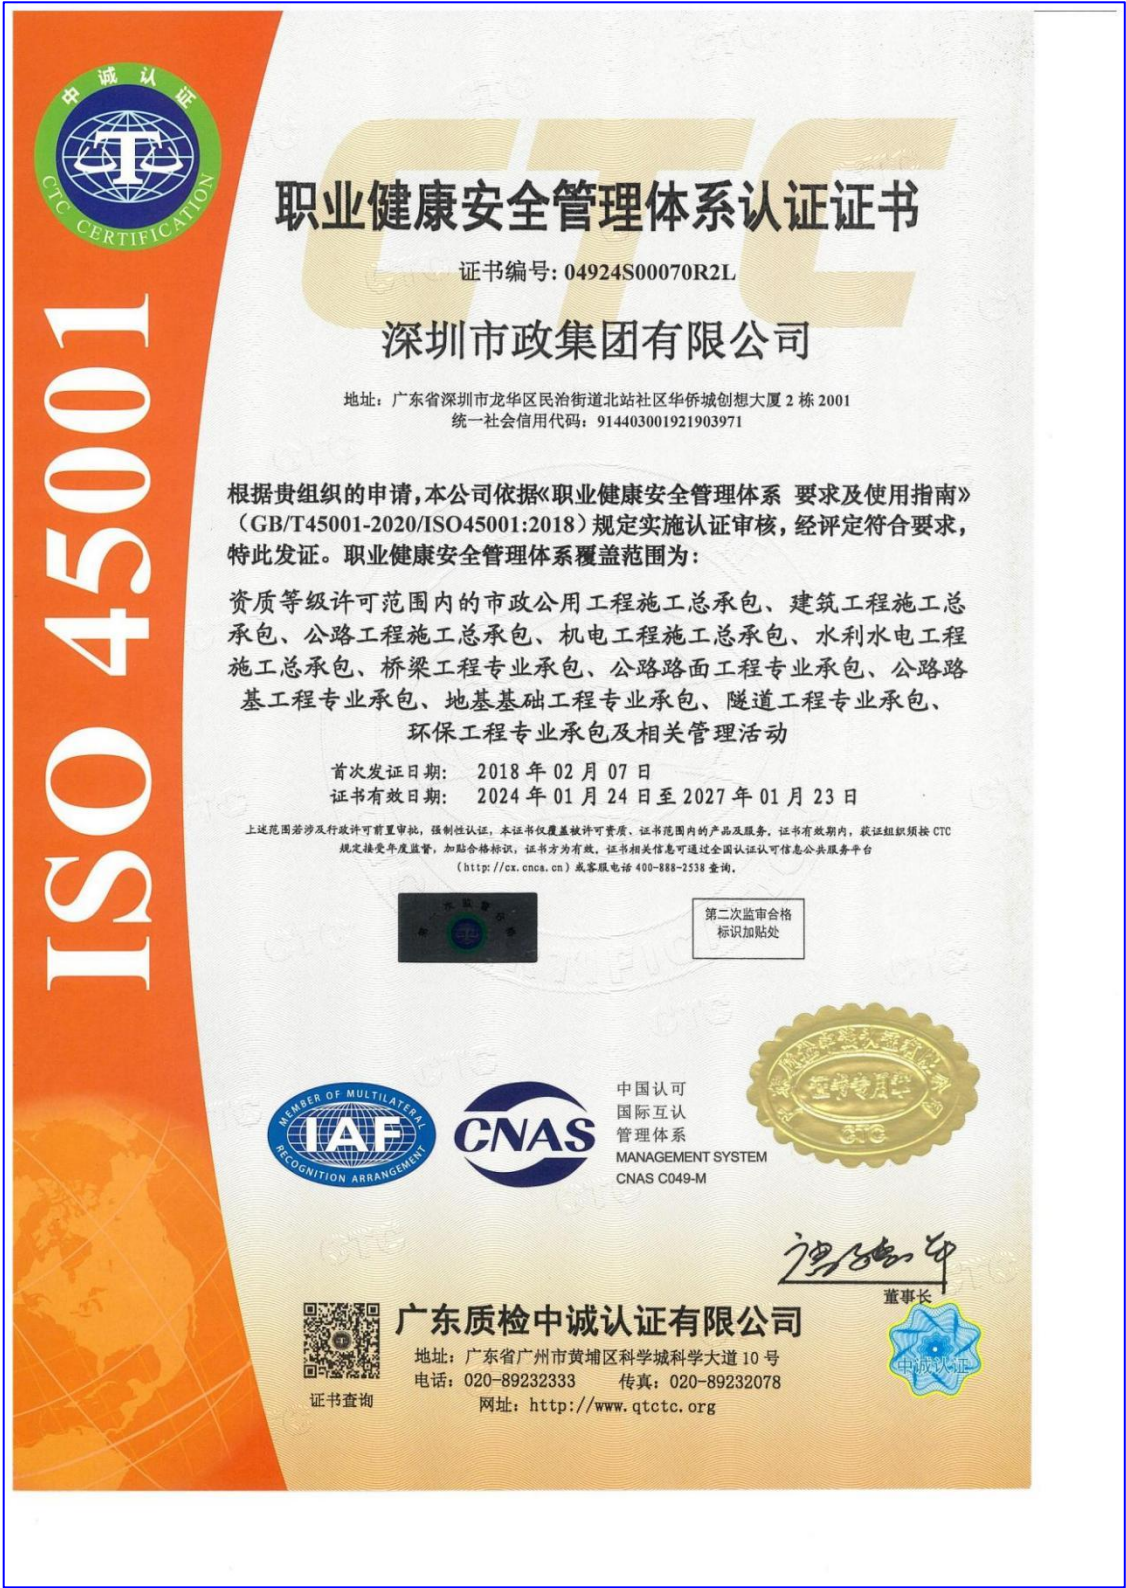 中诚认证
CTC CERTIFICATION
ISO 45001
CTC
职业健康安全管理体系认证证书
证书编号: 04924S00070R2L
深圳市政集团有限公司
地址: 广东省深圳市龙华区民治街道北站社区华侨城创想大厦 2 栋 2001
统一社会信用代码: 914403001921903971
根据贵组织的申请,本公司依据《职业健康安全管理体系 要求及使用指南》
(GB/T45001-2020/ISO45001:2018)规定实施认证审核,经评定符合要求,
特此发证。职业健康安全管理体系覆盖范围为:
资质等级许可范围内的市政公用工程施工总承包、建筑工程施工总
承包、公路工程施工总承包、机电工程施工总承包、水利水电工程
施工总承包、桥梁工程专业承包、公路路面工程专业承包、公路路
基工程专业承包、地基基础工程专业承包、隧道工程专业承包、
环保工程专业承包及相关管理活动
首次发证日期: 2018 年 02 月 07 日
证书有效日期: 2024 年 01 月 24 日至 2027 年 01 月 23 日
上述范围若涉及行政许可前置审批,强制性认证,本证书仅覆盖被许可资质、证书范围内的产品及服务。证书有效期内,获证组织须按 CTC
规定接受年度监督,加贴合格标识,证书方为有效。证书相关信息可通过全国认证认可信息公共服务平台
(http://cx.cnca.cn)或客服电话 400-888-2538 查询。
第二次监审合格
标识加贴处
MEMBER OF MULTILATERAL
IAF
RECOGNITION ARRANGEMENT
CNAS
中国认可
国际互认
管理体系
MANAGEMENT SYSTEM
CNAS C049-M
证书专用章
CTC
董事长
中诚认证
证书查询
广东质检中诚认证有限公司
地址: 广东省广州市黄埔区科学城科学大道 10 号
电话: 020-89232333 传真: 020-89232078
网址: http://www.qtctc.org